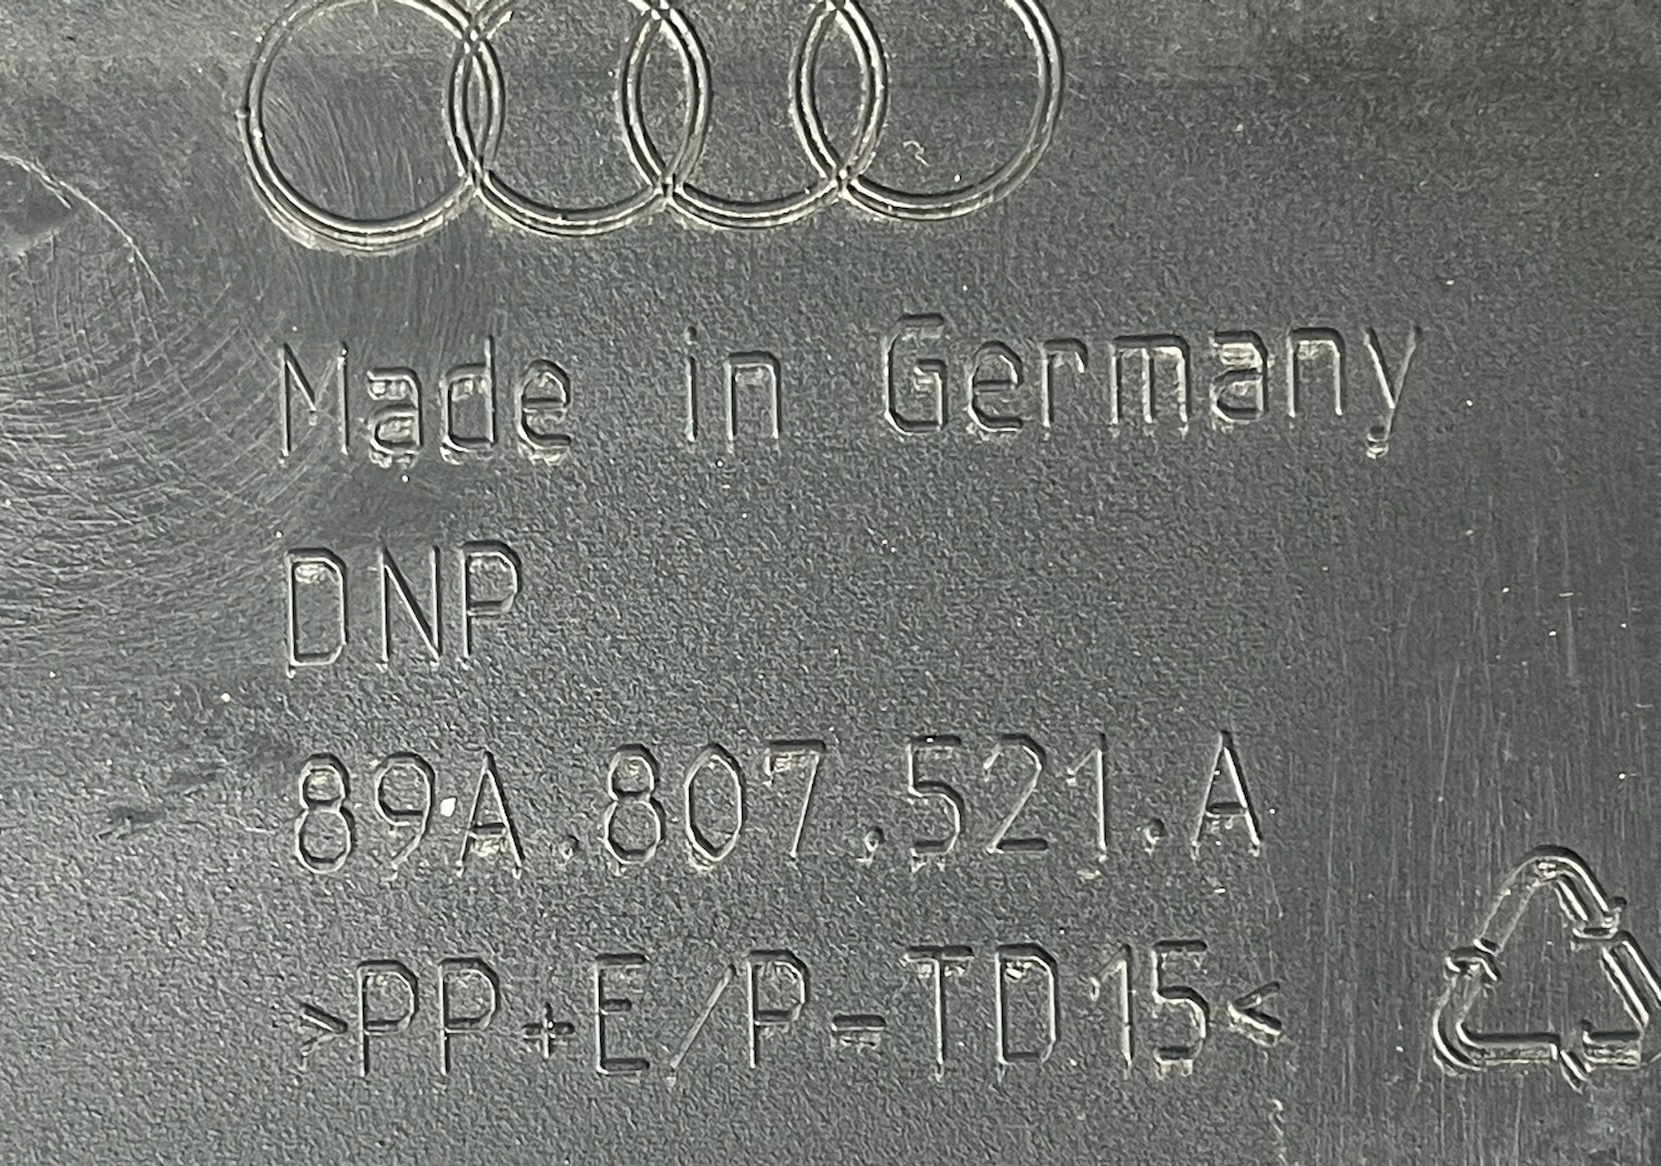 Made in Germany
DNP
89A.807.521.A
>PP+E/P-TD15<